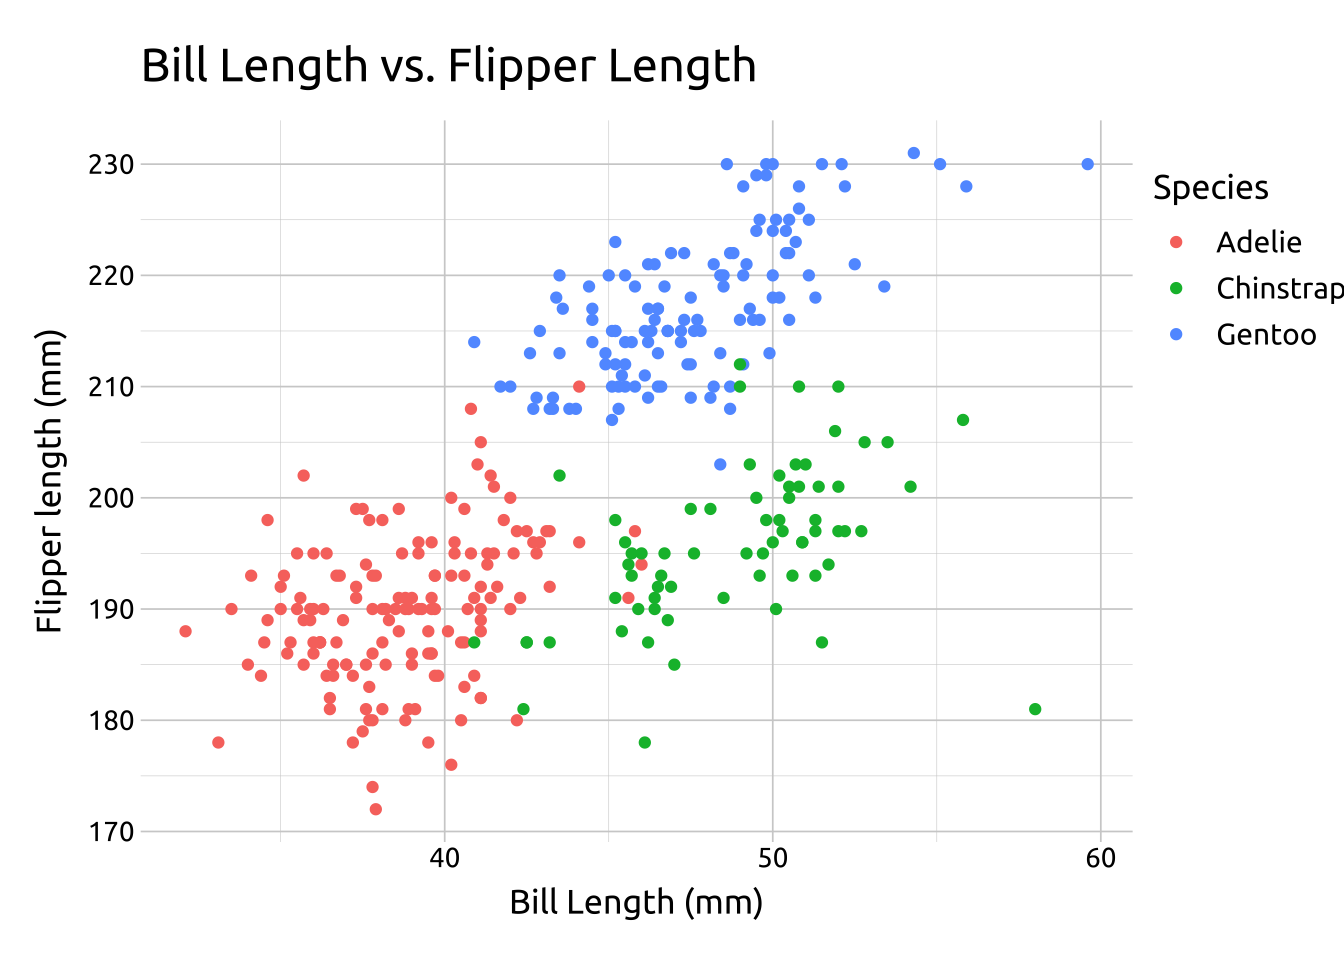 Bill Length vs. Flipper Length
230
220
210
200
190
180
170
Flipper length (mm)
40 50 60
Bill Length (mm)
Species
Adelie
Chinstrap
Gentoo